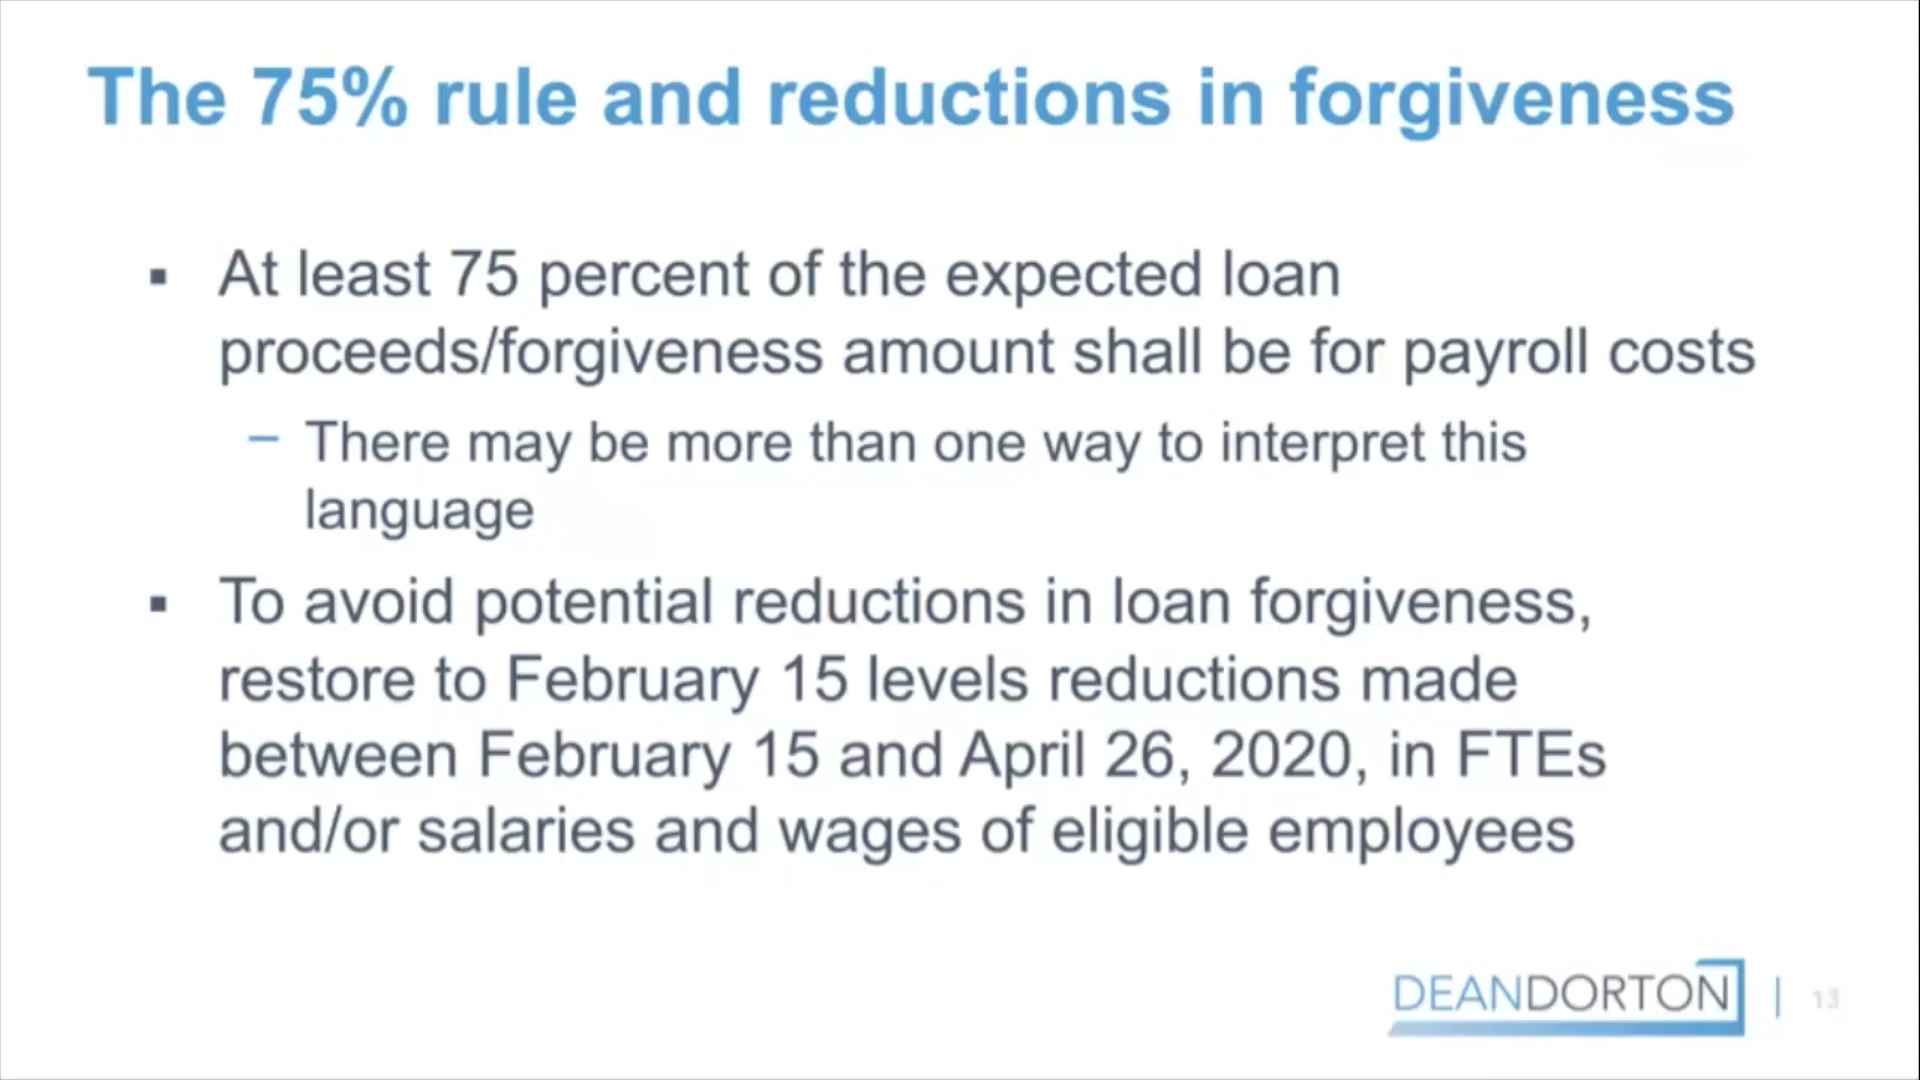 The 75% rule and reductions in forgiveness
▪ At least 75 percent of the expected loan
proceeds/forgiveness amount shall be for payroll costs
– There may be more than one way to interpret this
language
▪ To avoid potential reductions in loan forgiveness,
restore to February 15 levels reductions made
between February 15 and April 26, 2020, in FTEs
and/or salaries and wages of eligible employees
DEANDORTON | 13